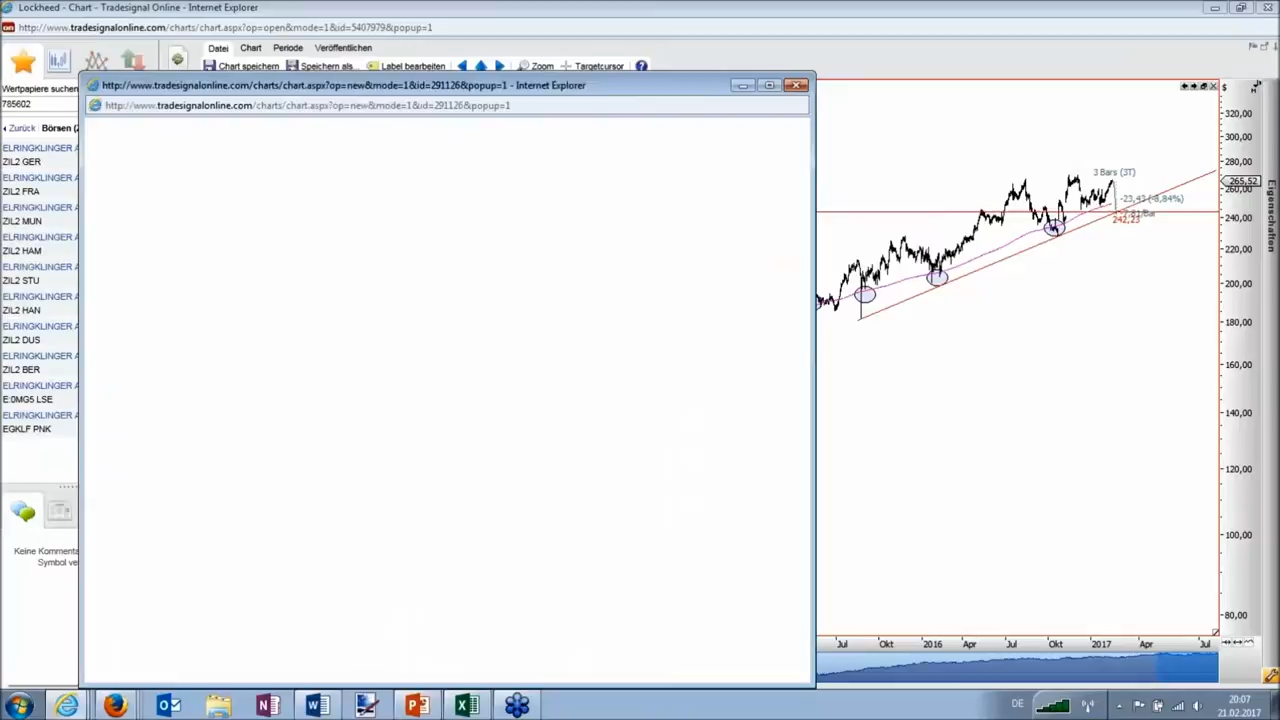 Lockheed - Chart - Tradesignal Online - Internet Explorer
http://www.tradesignalonline.com/charts/chart.aspx?op=open&mode=1&id=5407979&popup=1
Datei Chart Periode Veröffentlichen
Chart speichern Speichern als... Label bearbeiten Zoom Targetcursor
Wertpapiere suchen
785602
Zurück Börsen (2
ELRINGKLINGER A
ZIL2 GER
ELRINGKLINGER A
ZIL2 FRA
ELRINGKLINGER A
ZIL2 MUN
ELRINGKLINGER A
ZIL2 HAM
ELRINGKLINGER A
ZIL2 STU
ELRINGKLINGER A
ZIL2 HAN
ELRINGKLINGER A
ZIL2 DUS
ELRINGKLINGER A
ZIL2 BER
ELRINGKLINGER A
E:0MG5 LSE
ELRINGKLINGER A
EGKLF PNK
Keine Kommenta
Symbol ve
http://www.tradesignalonline.com/charts/chart.aspx?op=new&mode=1&id=291126&popup=1 - Internet Explorer
http://www.tradesignalonline.com/charts/chart.aspx?op=new&mode=1&id=291126&popup=1
3 Bars (3T)
-23,43 (-8,84%)
242,23
$
320,00
300,00
280,00
265,52
240,00
220,00
200,00
180,00
160,00
140,00
120,00
100,00
80,00
Eigenschaften
Jul Okt 2016 Apr Jul Okt 2017 Apr Jul
DE
20:07
21.02.2017